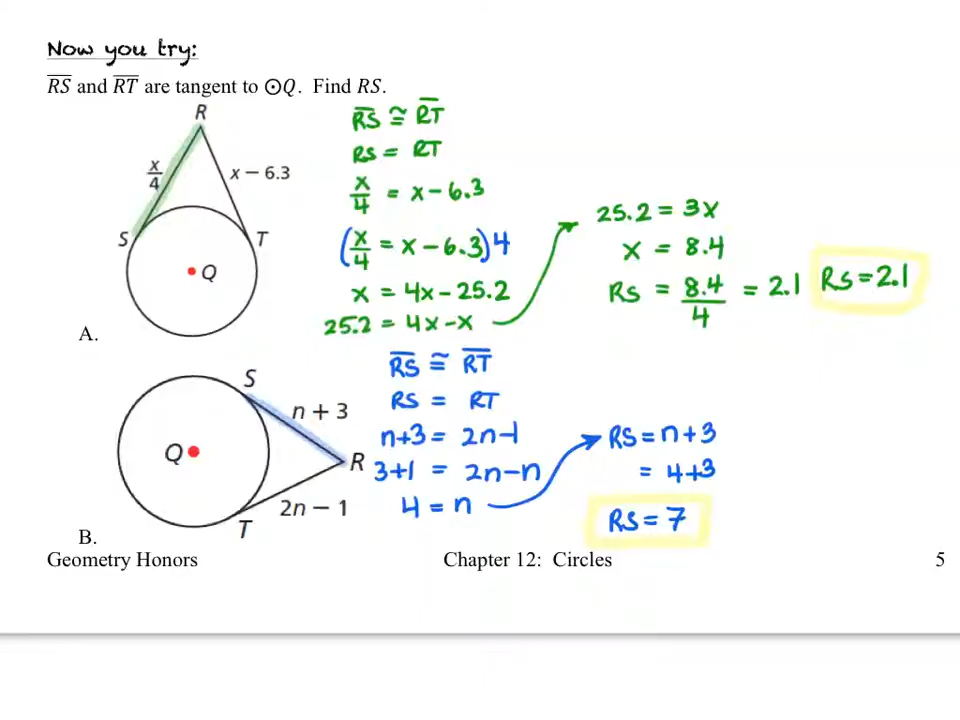 Now you try:
RS and RT are tangent to ⊙Q. Find RS.
R
x/4
x − 6.3
S
T
Q
A.
RS ≅ RT
RS = RT
x/4 = x − 6.3
(x/4 = x − 6.3)4
x = 4x − 25.2
25.2 = 4x − x
25.2 = 3x
x = 8.4
RS = 8.4/4 = 2.1
RS = 2.1
S
n + 3
Q
R
2n − 1
T
B.
RS ≅ RT
RS = RT
n+3 = 2n−1
3+1 = 2n−n
4 = n
RS = n+3
= 4+3
RS = 7
Geometry Honors Chapter 12: Circles 5